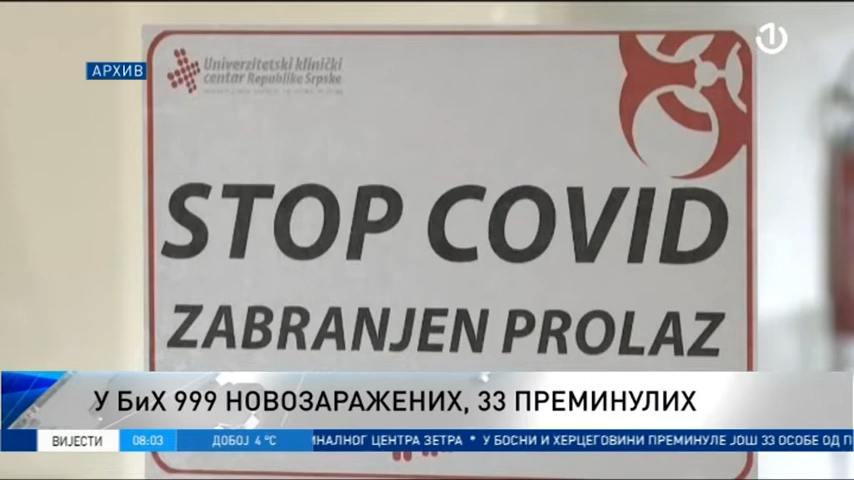 АРХИВ
Univerzitetski klinički
centar Republike Srpske
STOP COVID
ZABRANJEN PROLAZ
У БиХ 999 НОВОЗАРАЖЕНИХ, 33 ПРЕМИНУЛИХ
ВИЈЕСТИ 08:03 ДОБОЈ 4 °C ИНАЛНОГ ЦЕНТРА ЗЕТРА * У БОСНИ И ХЕРЦЕГОВИНИ ПРЕМИНУЛЕ ЈОШ 33 ОСОБЕ ОД П